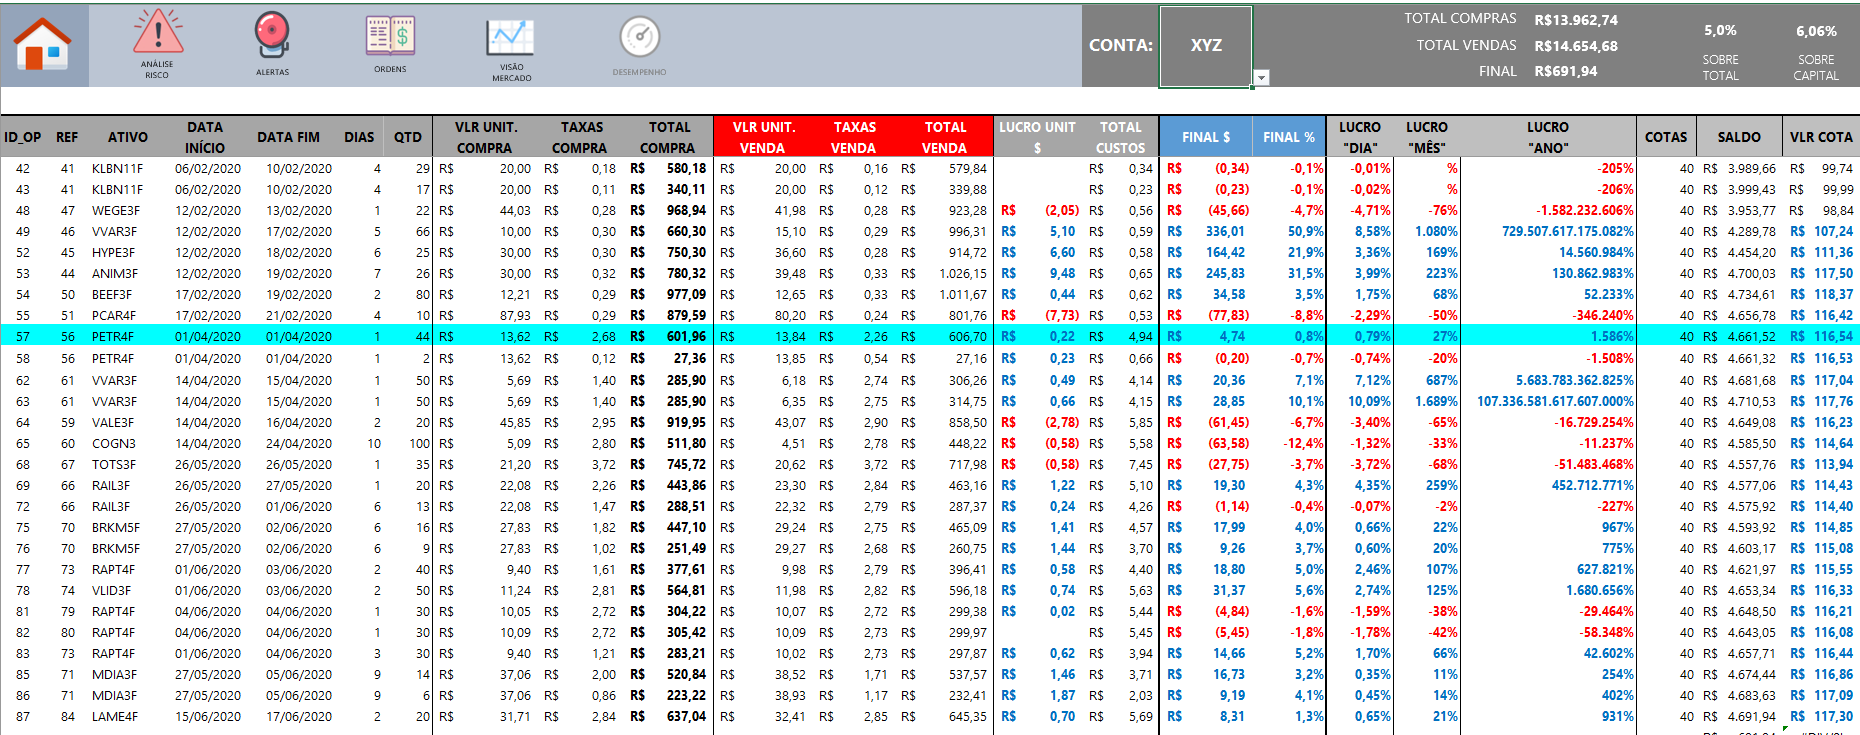 ANÁLISE RISCO
ALERTAS
ORDENS
VISÃO MERCADO
DESEMPENHO
CONTA: XYZ
TOTAL COMPRAS R$13.962,74
TOTAL VENDAS R$14.654,68
FINAL R$691,94
5,0% SOBRE TOTAL
6,06% SOBRE CAPITAL
ID_OP REF ATIVO DATA INÍCIO DATA FIM DIAS QTD VLR UNIT. COMPRA TAXAS COMPRA TOTAL COMPRA VLR UNIT. VENDA TAXAS VENDA TOTAL VENDA LUCRO UNIT $ TOTAL CUSTOS FINAL $ FINAL % LUCRO "DIA" LUCRO "MÊS" LUCRO "ANO" COTAS SALDO VLR COTA
42 41 KLBN11F 06/02/2020 10/02/2020 4 29 R$ 20,00 R$ 0,18 R$ 580,18 R$ 20,00 R$ 0,16 R$ 579,84 R$ 0,34 R$ (0,34) -0,1% -0,01% % -205% 40 R$ 3.989,66 R$ 99,74
43 41 KLBN11F 06/02/2020 10/02/2020 4 17 R$ 20,00 R$ 0,11 R$ 340,11 R$ 20,00 R$ 0,12 R$ 339,88 R$ 0,23 R$ (0,23) -0,1% -0,02% % -206% 40 R$ 3.999,43 R$ 99,99
48 47 WEGE3F 12/02/2020 13/02/2020 1 22 R$ 44,03 R$ 0,28 R$ 968,94 R$ 41,98 R$ 0,28 R$ 923,28 R$ (2,05) R$ 0,56 R$ (45,66) -4,7% -4,71% -76% -1.582.232.606% 40 R$ 3.953,77 R$ 98,84
49 46 VVAR3F 12/02/2020 17/02/2020 5 66 R$ 10,00 R$ 0,30 R$ 660,30 R$ 15,10 R$ 0,29 R$ 996,31 R$ 5,10 R$ 0,59 R$ 336,01 50,9% 8,58% 1.080% 729.507.617.175.082% 40 R$ 4.289,78 R$ 107,24
52 45 HYPE3F 12/02/2020 18/02/2020 6 25 R$ 30,00 R$ 0,30 R$ 750,30 R$ 36,60 R$ 0,28 R$ 914,72 R$ 6,60 R$ 0,58 R$ 164,42 21,9% 3,36% 169% 14.560.984% 40 R$ 4.454,20 R$ 111,36
53 44 ANIM3F 12/02/2020 19/02/2020 7 26 R$ 30,00 R$ 0,32 R$ 780,32 R$ 39,48 R$ 0,33 R$ 1.026,15 R$ 9,48 R$ 0,65 R$ 245,83 31,5% 3,99% 223% 130.862.983% 40 R$ 4.700,03 R$ 117,50
54 50 BEEF3F 17/02/2020 19/02/2020 2 80 R$ 12,21 R$ 0,29 R$ 977,09 R$ 12,65 R$ 0,33 R$ 1.011,67 R$ 0,44 R$ 0,62 R$ 34,58 3,5% 1,75% 68% 52.233% 40 R$ 4.734,61 R$ 118,37
55 51 PCAR4F 17/02/2020 21/02/2020 4 10 R$ 87,93 R$ 0,29 R$ 879,59 R$ 80,20 R$ 0,24 R$ 801,76 R$ (7,73) R$ 0,53 R$ (77,83) -8,8% -2,29% -50% -346.240% 40 R$ 4.656,78 R$ 116,42
57 56 PETR4F 01/04/2020 01/04/2020 1 44 R$ 13,62 R$ 2,68 R$ 601,96 R$ 13,84 R$ 2,26 R$ 606,70 R$ 0,22 R$ 4,94 R$ 4,74 0,8% 0,79% 27% 1.586% 40 R$ 4.661,52 R$ 116,54
58 56 PETR4F 01/04/2020 01/04/2020 1 2 R$ 13,62 R$ 0,12 R$ 27,36 R$ 13,85 R$ 0,54 R$ 27,16 R$ 0,23 R$ 0,66 R$ (0,20) -0,7% -0,74% -20% -1.508% 40 R$ 4.661,32 R$ 116,53
62 61 VVAR3F 14/04/2020 15/04/2020 1 50 R$ 5,69 R$ 1,40 R$ 285,90 R$ 6,18 R$ 2,74 R$ 306,26 R$ 0,49 R$ 4,14 R$ 20,36 7,1% 7,12% 687% 5.683.783.362.825% 40 R$ 4.681,68 R$ 117,04
63 61 VVAR3F 14/04/2020 15/04/2020 1 50 R$ 5,69 R$ 1,40 R$ 285,90 R$ 6,35 R$ 2,75 R$ 314,75 R$ 0,66 R$ 4,15 R$ 28,85 10,1% 10,09% 1.689% 107.336.581.617.607.000% 40 R$ 4.710,53 R$ 117,76
64 59 VALE3F 14/04/2020 16/04/2020 2 20 R$ 45,85 R$ 2,95 R$ 919,95 R$ 43,07 R$ 2,90 R$ 858,50 R$ (2,78) R$ 5,85 R$ (61,45) -6,7% -3,40% -65% -16.729.254% 40 R$ 4.649,08 R$ 116,23
65 60 COGN3 14/04/2020 24/04/2020 10 100 R$ 5,09 R$ 2,80 R$ 511,80 R$ 4,51 R$ 2,78 R$ 448,22 R$ (0,58) R$ 5,58 R$ (63,58) -12,4% -1,32% -33% -11.237% 40 R$ 4.585,50 R$ 114,64
68 67 TOTS3F 26/05/2020 26/05/2020 1 35 R$ 21,20 R$ 3,72 R$ 745,72 R$ 20,62 R$ 3,72 R$ 717,98 R$ (0,58) R$ 7,45 R$ (27,75) -3,7% -3,72% -68% -51.483.468% 40 R$ 4.557,76 R$ 113,94
69 66 RAIL3F 26/05/2020 27/05/2020 1 20 R$ 22,08 R$ 2,26 R$ 443,86 R$ 23,30 R$ 2,84 R$ 463,16 R$ 1,22 R$ 5,10 R$ 19,30 4,3% 4,35% 259% 452.712.771% 40 R$ 4.577,06 R$ 114,43
72 66 RAIL3F 26/05/2020 01/06/2020 6 13 R$ 22,08 R$ 1,47 R$ 288,51 R$ 22,32 R$ 2,79 R$ 287,37 R$ 0,24 R$ 4,26 R$ (1,14) -0,4% -0,07% -2% -227% 40 R$ 4.575,92 R$ 114,40
75 70 BRKM5F 27/05/2020 02/06/2020 6 16 R$ 27,83 R$ 1,82 R$ 447,10 R$ 29,24 R$ 2,75 R$ 465,09 R$ 1,41 R$ 4,57 R$ 17,99 4,0% 0,66% 22% 967% 40 R$ 4.593,92 R$ 114,85
76 70 BRKM5F 27/05/2020 02/06/2020 6 9 R$ 27,83 R$ 1,02 R$ 251,49 R$ 29,27 R$ 2,68 R$ 260,75 R$ 1,44 R$ 3,70 R$ 9,26 3,7% 0,60% 20% 775% 40 R$ 4.603,17 R$ 115,08
77 73 RAPT4F 01/06/2020 03/06/2020 2 40 R$ 9,40 R$ 1,61 R$ 377,61 R$ 9,98 R$ 2,79 R$ 396,41 R$ 0,58 R$ 4,40 R$ 18,80 5,0% 2,46% 107% 627.821% 40 R$ 4.621,97 R$ 115,55
78 74 VLID3F 01/06/2020 03/06/2020 2 50 R$ 11,24 R$ 2,81 R$ 564,81 R$ 11,98 R$ 2,82 R$ 596,18 R$ 0,74 R$ 5,63 R$ 31,37 5,6% 2,74% 125% 1.680.656% 40 R$ 4.653,34 R$ 116,33
81 79 RAPT4F 04/06/2020 04/06/2020 1 30 R$ 10,05 R$ 2,72 R$ 304,22 R$ 10,07 R$ 2,72 R$ 299,38 R$ 0,02 R$ 5,44 R$ (4,84) -1,6% -1,59% -38% -29.464% 40 R$ 4.648,50 R$ 116,21
82 80 RAPT4F 04/06/2020 04/06/2020 1 30 R$ 10,09 R$ 2,72 R$ 305,42 R$ 10,09 R$ 2,73 R$ 299,97 R$ 5,45 R$ (5,45) -1,8% -1,78% -42% -58.348% 40 R$ 4.643,05 R$ 116,08
83 73 RAPT4F 01/06/2020 04/06/2020 3 30 R$ 9,40 R$ 1,21 R$ 283,21 R$ 10,02 R$ 2,73 R$ 297,87 R$ 0,62 R$ 3,94 R$ 14,66 5,2% 1,70% 66% 42.602% 40 R$ 4.657,71 R$ 116,44
85 71 MDIA3F 27/05/2020 05/06/2020 9 14 R$ 37,06 R$ 2,00 R$ 520,84 R$ 38,52 R$ 1,71 R$ 537,57 R$ 1,46 R$ 3,71 R$ 16,73 3,2% 0,35% 11% 254% 40 R$ 4.674,44 R$ 116,86
86 71 MDIA3F 27/05/2020 05/06/2020 9 6 R$ 37,06 R$ 0,86 R$ 223,22 R$ 38,93 R$ 1,17 R$ 232,41 R$ 1,87 R$ 2,03 R$ 9,19 4,1% 0,45% 14% 402% 40 R$ 4.683,63 R$ 117,09
87 84 LAME4F 15/06/2020 17/06/2020 2 20 R$ 31,71 R$ 2,84 R$ 637,04 R$ 32,41 R$ 2,85 R$ 645,35 R$ 0,70 R$ 5,69 R$ 8,31 1,3% 0,65% 21% 931% 40 R$ 4.691,94 R$ 117,30